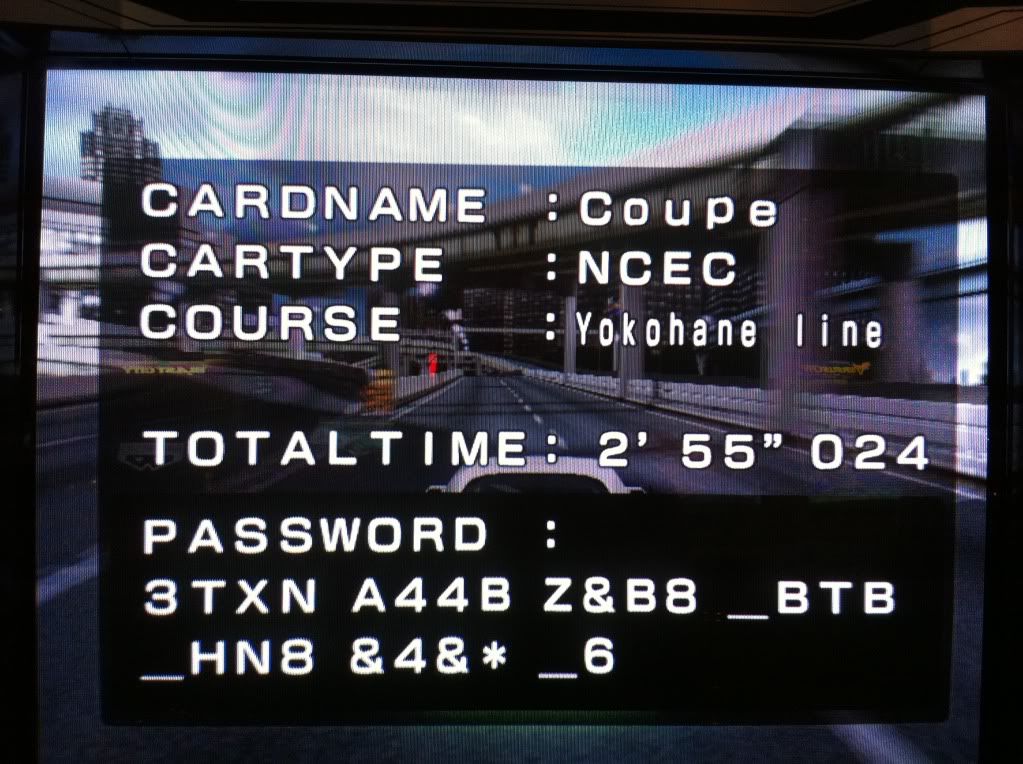 CARDNAME : Coupe
CARTYPE : NCEC
COURSE : Yokohane line
TOTALTIME: 2' 55" 024
PASSWORD :
3TXN A44B Z&B8 _BTB
_HN8 &4&* _6